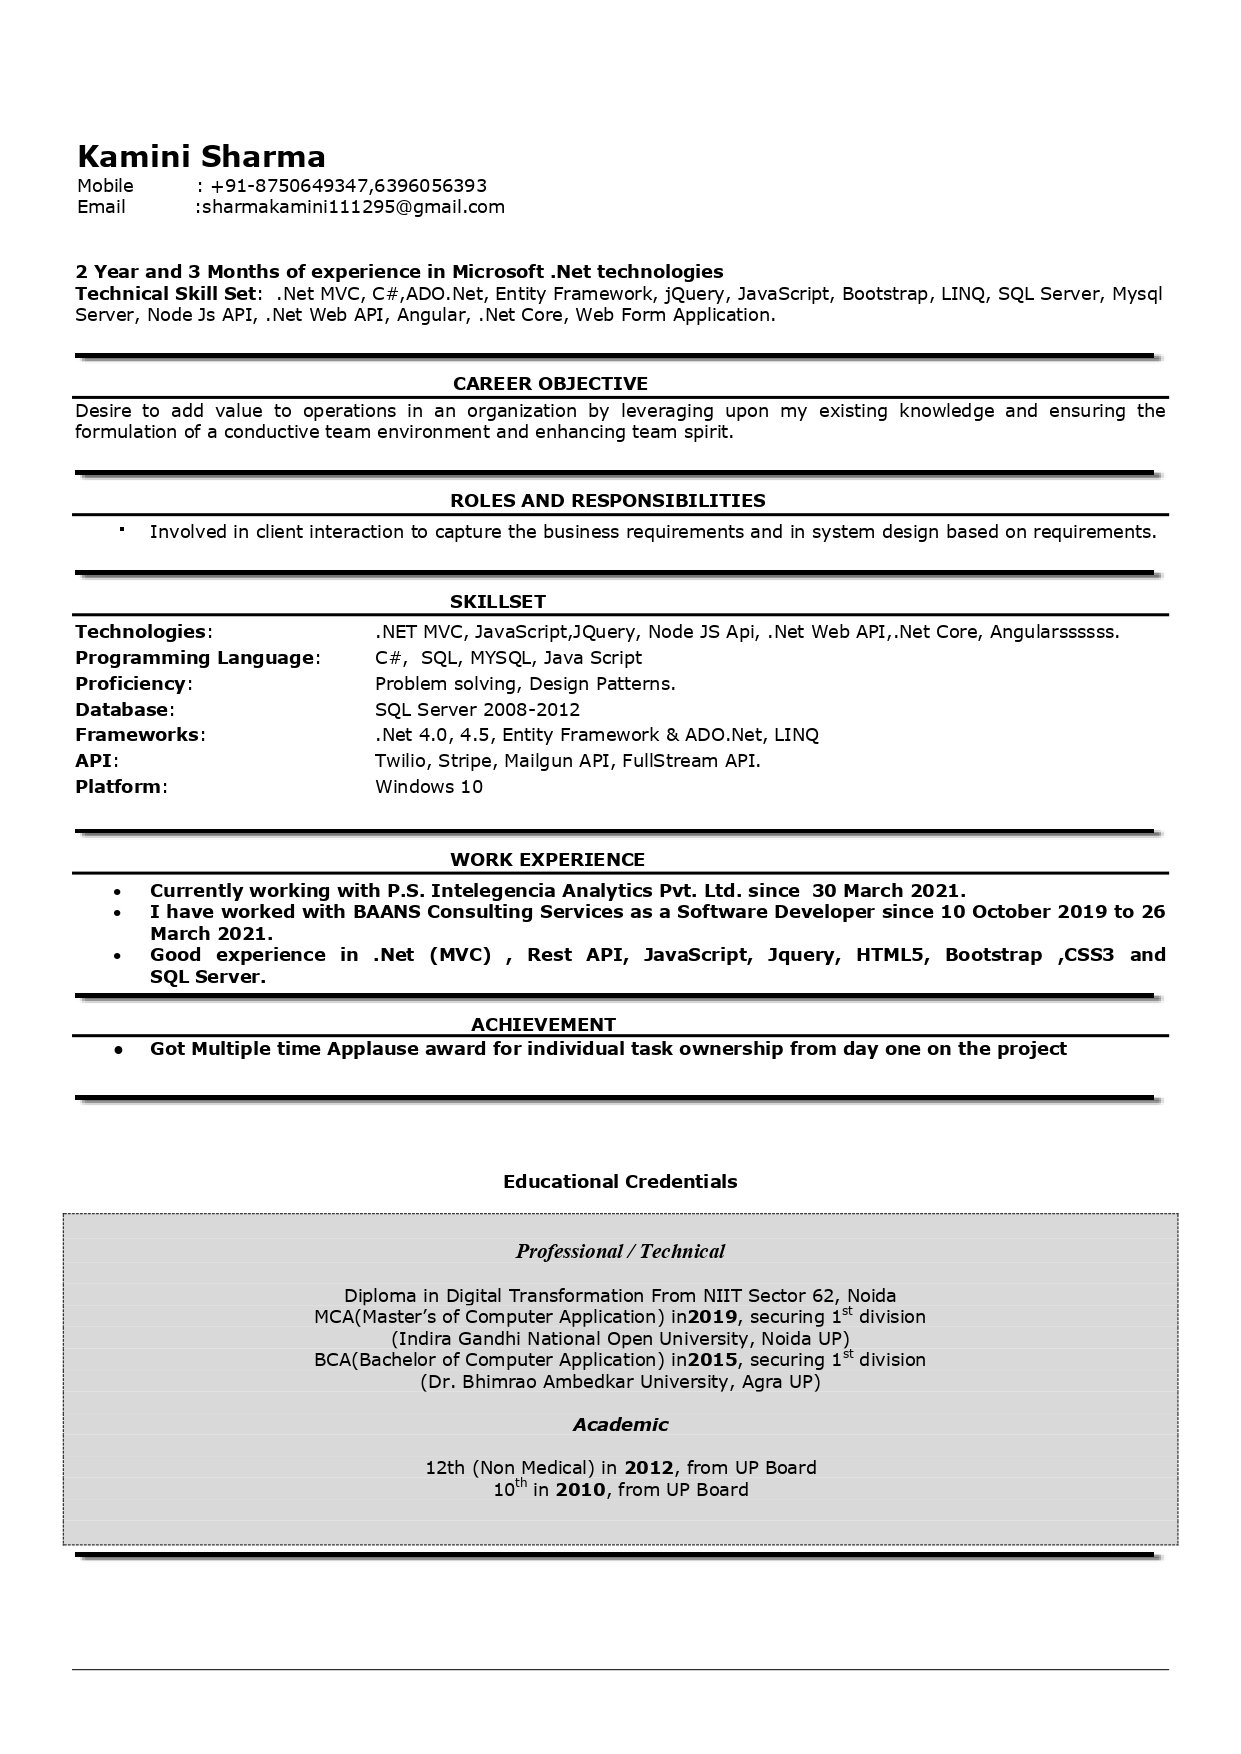 Kamini Sharma
Mobile : +91-8750649347,6396056393
Email :sharmakamini111295@gmail.com
2 Year and 3 Months of experience in Microsoft .Net technologies
Technical Skill Set: .Net MVC, C#,ADO.Net, Entity Framework, jQuery, JavaScript, Bootstrap, LINQ, SQL Server, Mysql
Server, Node Js API, .Net Web API, Angular, .Net Core, Web Form Application.
CAREER OBJECTIVE
Desire to add value to operations in an organization by leveraging upon my existing knowledge and ensuring the
formulation of a conductive team environment and enhancing team spirit.
ROLES AND RESPONSIBILITIES
▪ Involved in client interaction to capture the business requirements and in system design based on requirements.
SKILLSET
Technologies: .NET MVC, JavaScript,JQuery, Node JS Api, .Net Web API,.Net Core, Angularssssss.
Programming Language: C#, SQL, MYSQL, Java Script
Proficiency: Problem solving, Design Patterns.
Database: SQL Server 2008-2012
Frameworks: .Net 4.0, 4.5, Entity Framework & ADO.Net, LINQ
API: Twilio, Stripe, Mailgun API, FullStream API.
Platform: Windows 10
WORK EXPERIENCE
• Currently working with P.S. Intelegencia Analytics Pvt. Ltd. since 30 March 2021.
• I have worked with BAANS Consulting Services as a Software Developer since 10 October 2019 to 26
March 2021.
• Good experience in .Net (MVC) , Rest API, JavaScript, Jquery, HTML5, Bootstrap ,CSS3 and
SQL Server.
ACHIEVEMENT
• Got Multiple time Applause award for individual task ownership from day one on the project
Educational Credentials
Professional / Technical
Diploma in Digital Transformation From NIIT Sector 62, Noida
MCA(Master’s of Computer Application) in2019, securing 1st division
(Indira Gandhi National Open University, Noida UP)
BCA(Bachelor of Computer Application) in2015, securing 1st division
(Dr. Bhimrao Ambedkar University, Agra UP)
Academic
12th (Non Medical) in 2012, from UP Board
10th in 2010, from UP Board